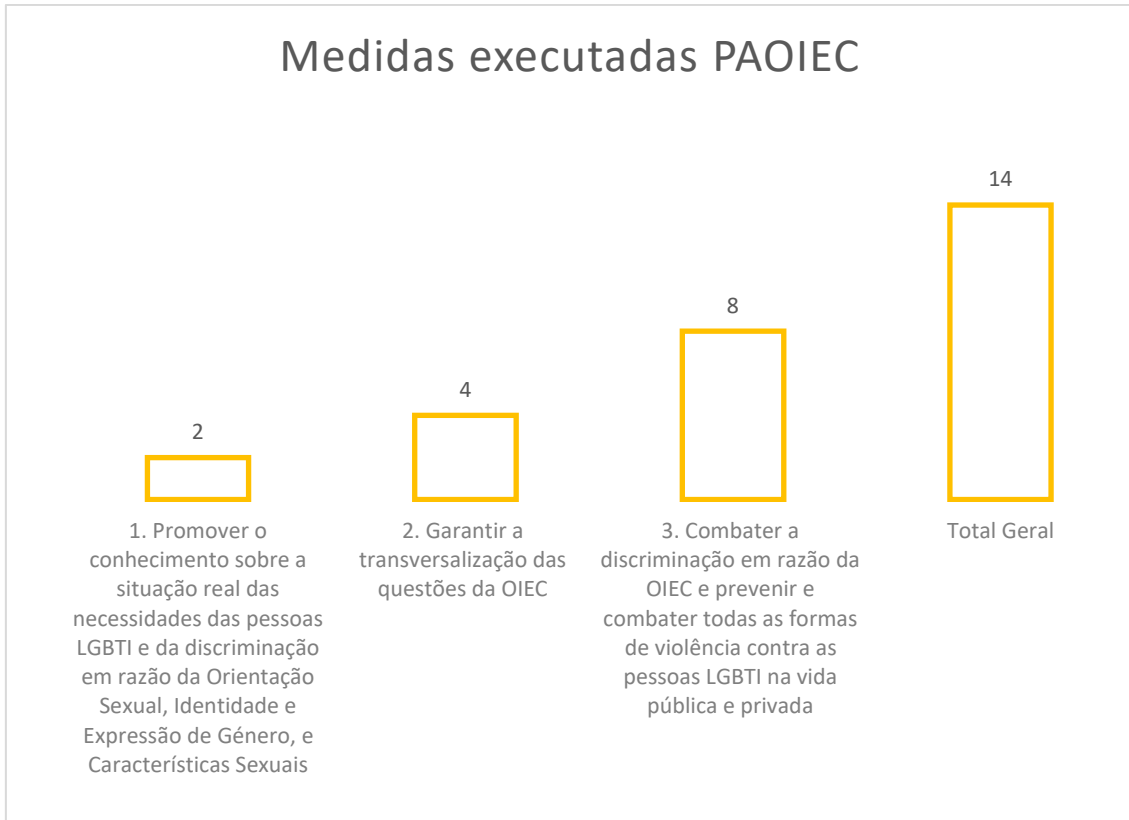 Medidas executadas PAOIEC
14
8
4
2
1. Promover o
conhecimento sobre a
situação real das
necessidades das pessoas
LGBTI e da discriminação
em razão da Orientação
Sexual, Identidade e
Expressão de Género, e
Características Sexuais
2. Garantir a
transversalização das
questões da OIEC
3. Combater a
discriminação em razão da
OIEC e prevenir e
combater todas as formas
de violência contra as
pessoas LGBTI na vida
pública e privada
Total Geral